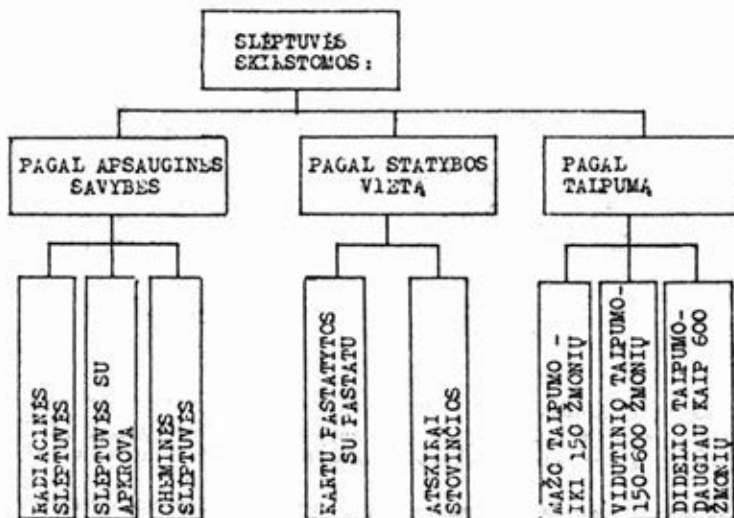 SLĖPTUVĖS
SKIRSTOMOS:
PAGAL APSAUGINES
SAVYBES
PAGAL STATYBOS
VIETĄ
PAGAL
TALPUMĄ
RADIACINĖS
SLĖPTUVĖS
SLĖPTUVĖS SU
APKROVA
CHEMINĖS
SLĖPTUVĖS
KARTU PASTATYTOS
SU PASTATU
ATSKIRAI
STOVINCIOS
MAŽO TALPUMO -
IKI 150 ŽMONIŲ
VIDUTINIO TALPUMO-
150-600 ŽMONIŲ
DIDELIO TALPUMO-
DAUGIAU KAIP 600
ŽMONIŲ